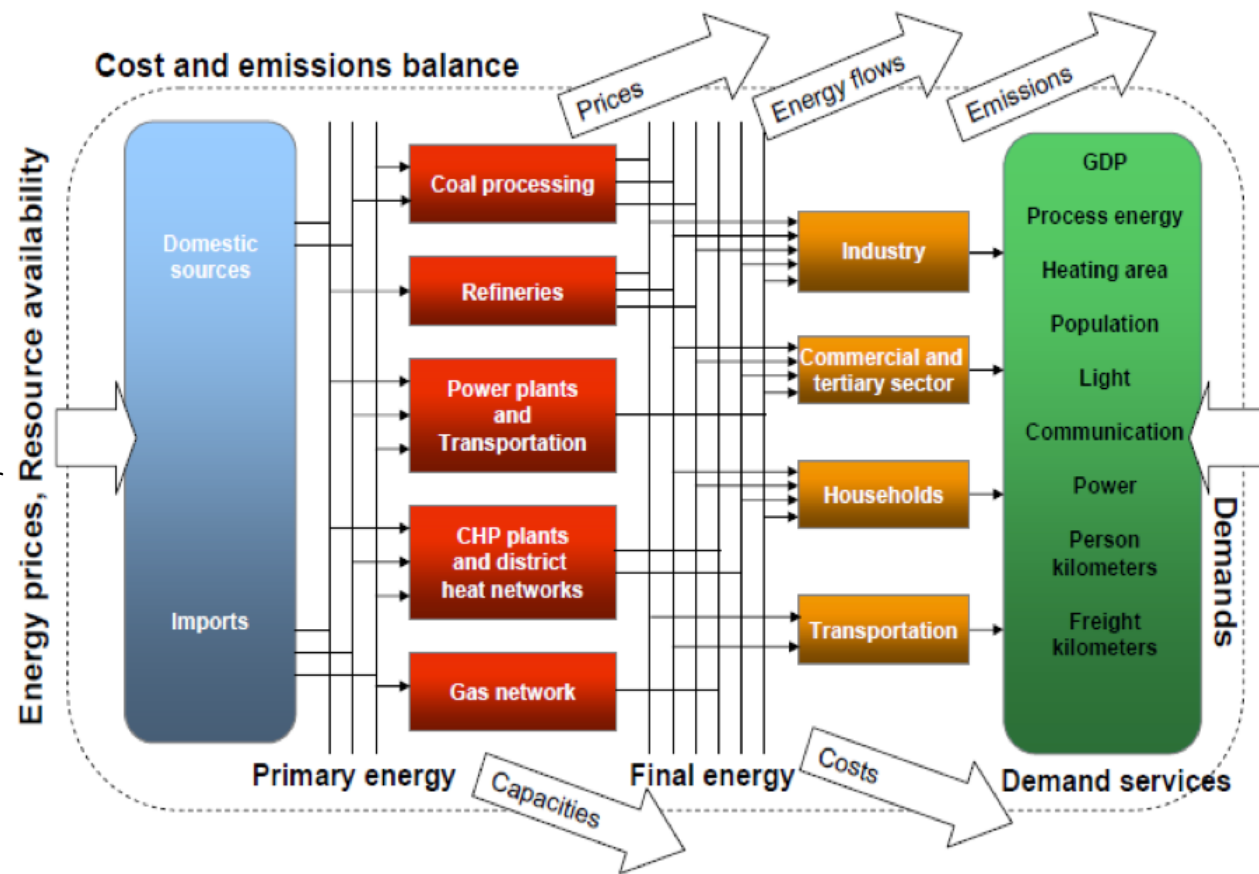 Cost and emissions balance
Prices
Energy flows
Emissions
Energy prices, Resource availability
Domestic
sources
Imports
Primary energy
Coal processing
Refineries
Power plants
and
Transportation
CHP plants
and district
heat networks
Gas network
Capacities
Final energy
Industry
Commercial and
tertiary sector
Households
Transportation
Costs
GDP
Process energy
Heating area
Population
Light
Communication
Power
Person
kilometers
Freight
kilometers
Demand services
Demands